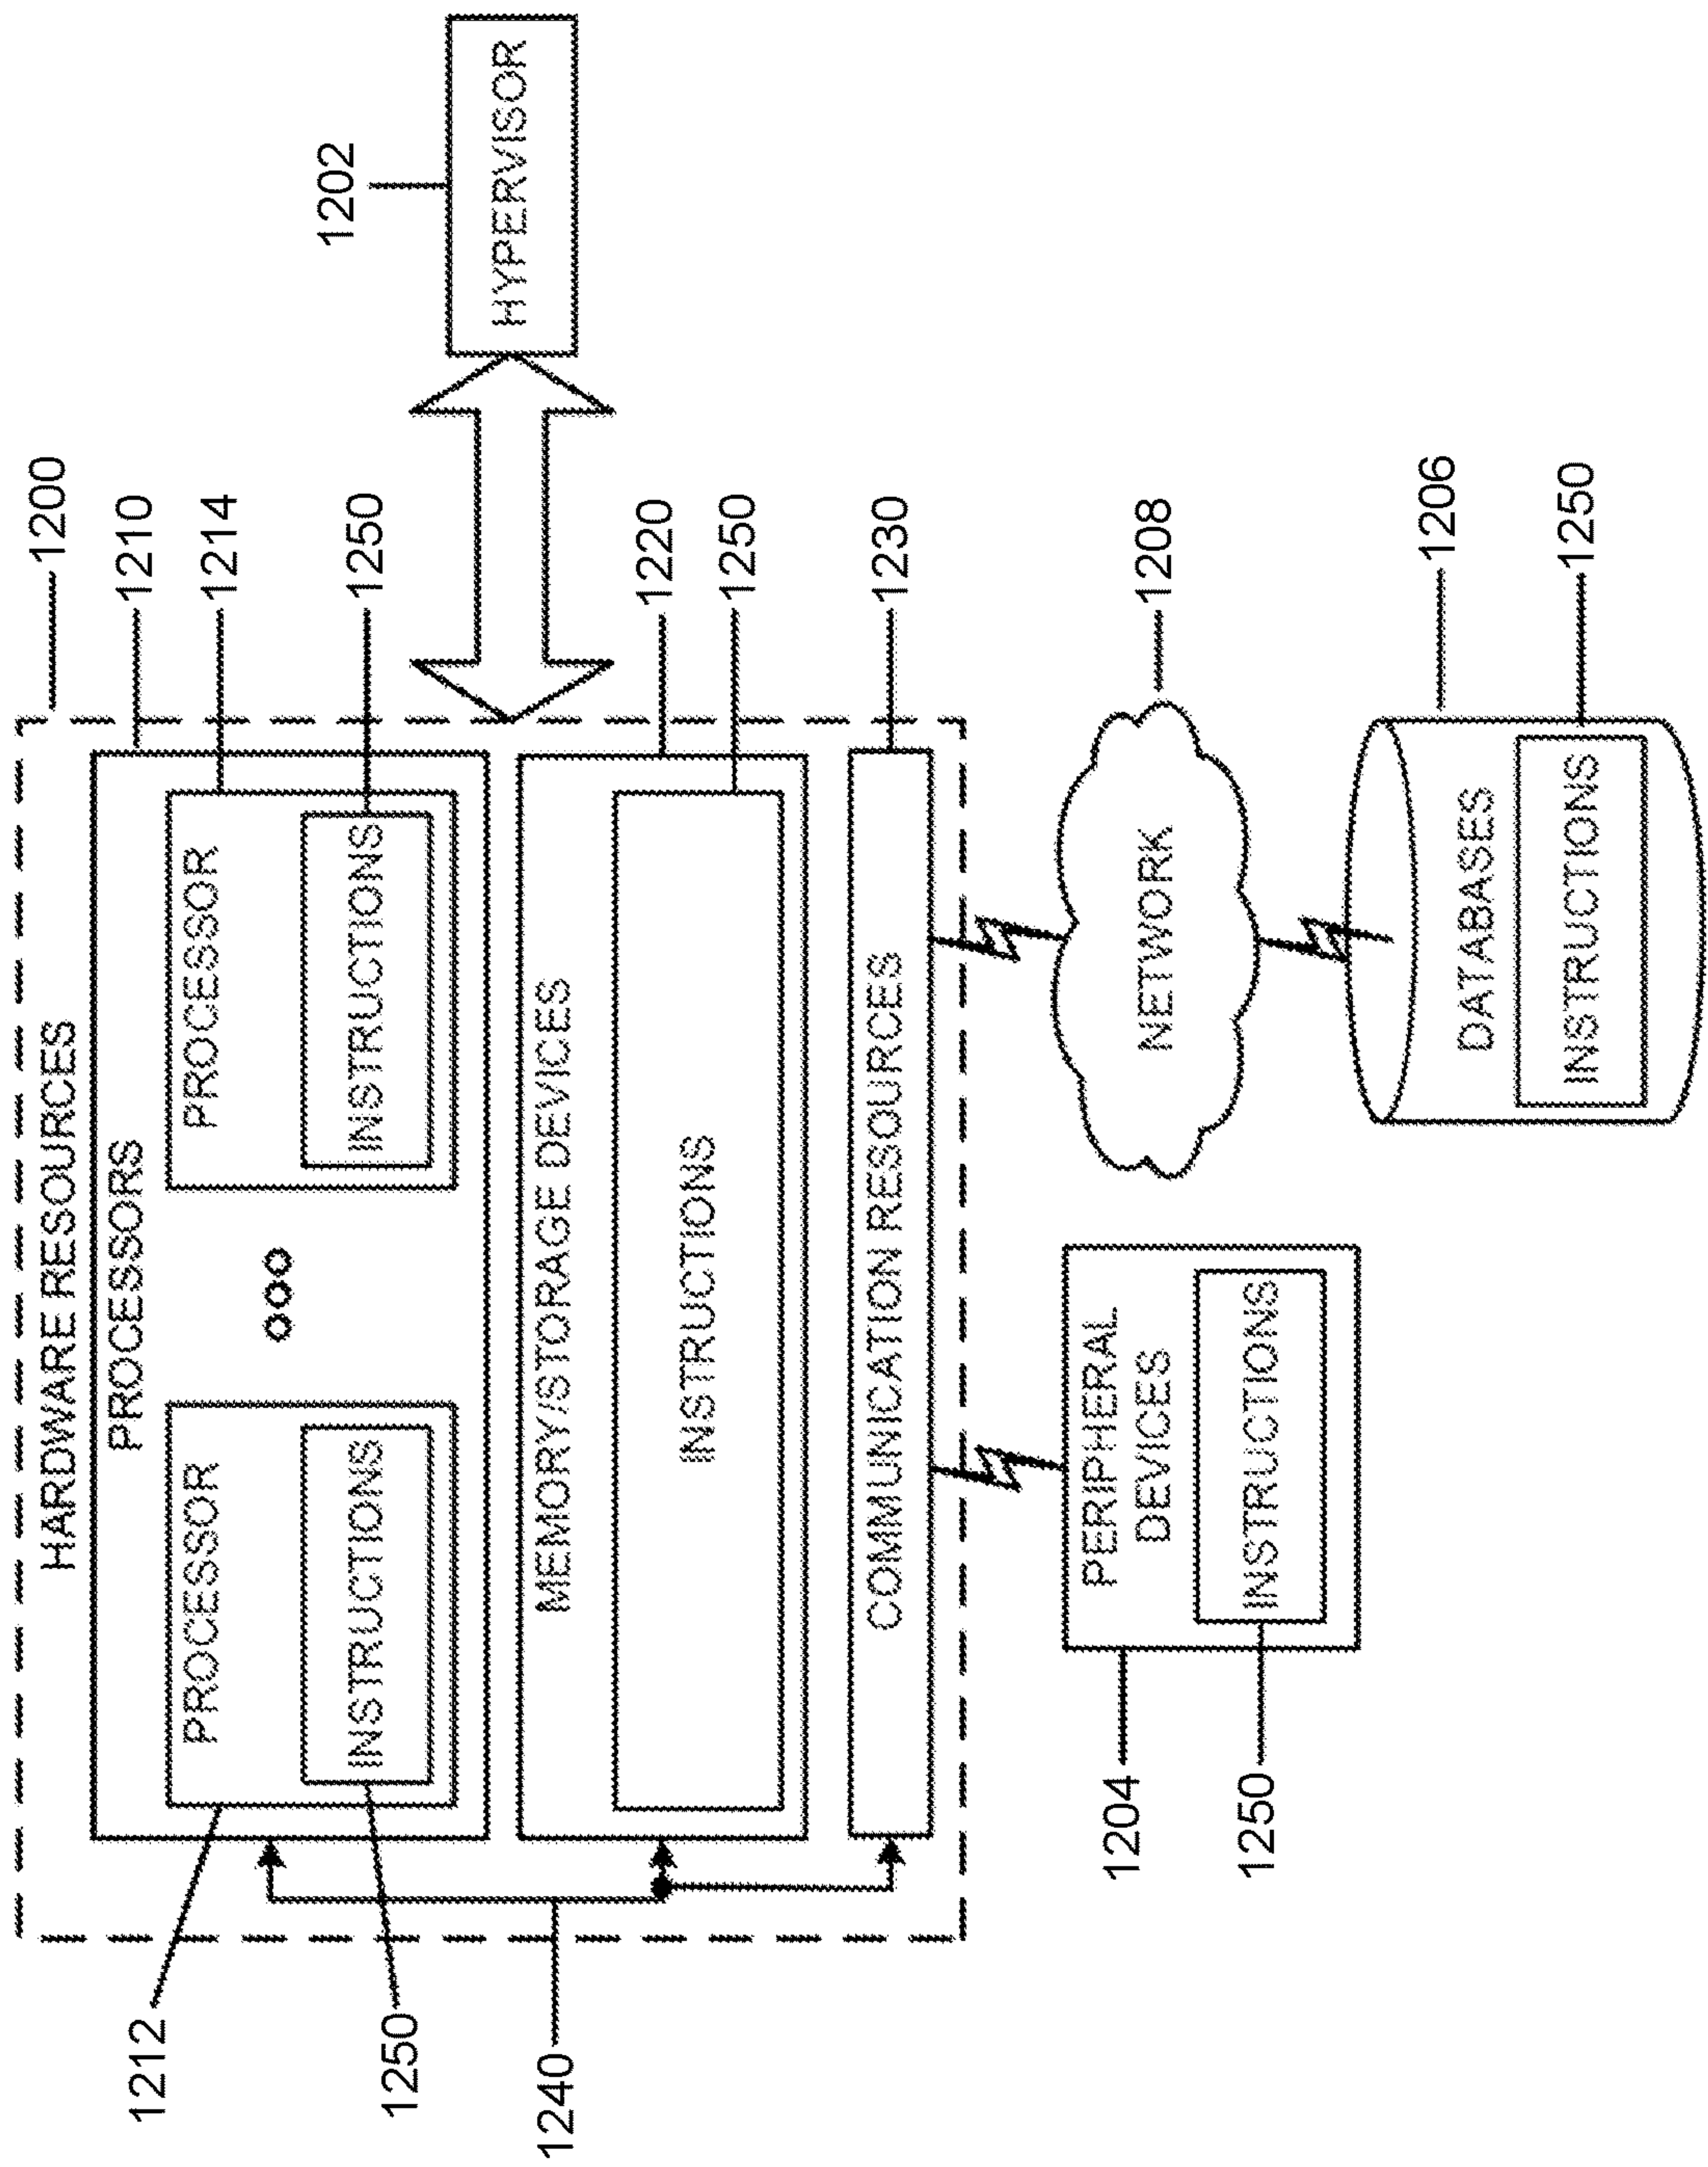 HARDWARE RESOURCES
1200
PROCESSORS
1210
PROCESSOR
PROCESSOR
1212
1214
INSTRUCTIONS
INSTRUCTIONS
1250
1250
HYPERVISOR
1202
1240
MEMORY/STORAGE DEVICES
1220
INSTRUCTIONS
1250
COMMUNICATION RESOURCES
1230
PERIPHERAL
DEVICES
1204
INSTRUCTIONS
1250
NETWORK
1208
DATABASES
1206
INSTRUCTIONS
1250